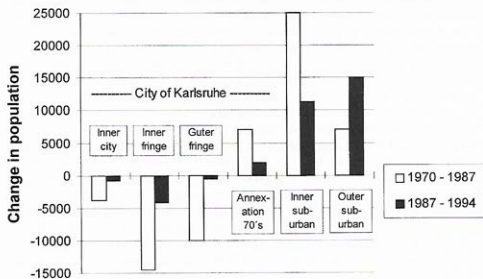 Change in population
25000
20000
15000
10000
5000
0
-5000
-10000
-15000
-------- City of Karlsruhe --------
Inner
city
Inner
fringe
Guter
fringe
Annex-
ation
70's
Inner
sub-
urban
Outer
sub-
urban
1970 - 1987
1987 - 1994